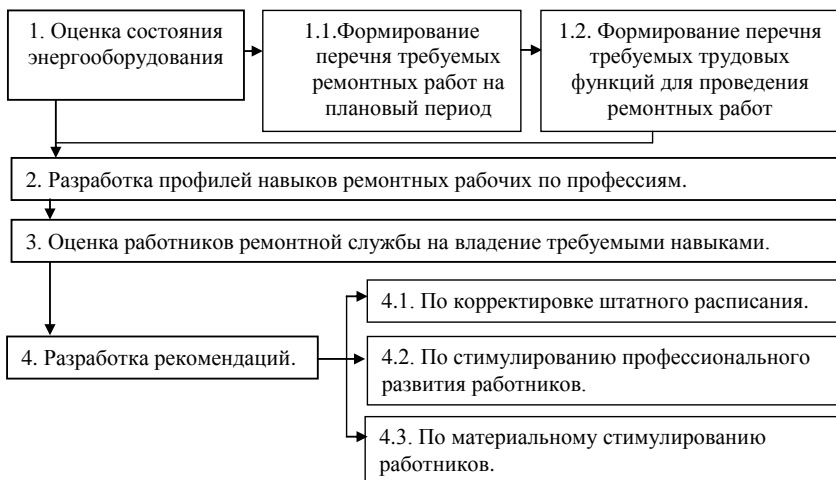 1. Оценка состояния
энергооборудования
1.1.Формирование
перечня требуемых
ремонтных работ на
плановый период
1.2. Формирование перечня
требуемых трудовых
функций для проведения
ремонтных работ
2. Разработка профилей навыков ремонтных рабочих по профессиям.
3. Оценка работников ремонтной службы на владение требуемыми навыками.
4. Разработка рекомендаций.
4.1. По корректировке штатного расписания.
4.2. По стимулированию профессионального
развития работников.
4.3. По материальному стимулированию
работников.